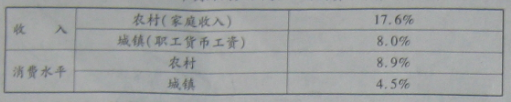 收 入 农村(家庭收入) 17.6%
城镇(职工货币工资) 8.0%
消费水平 农村 8.9%
城镇 4.5%